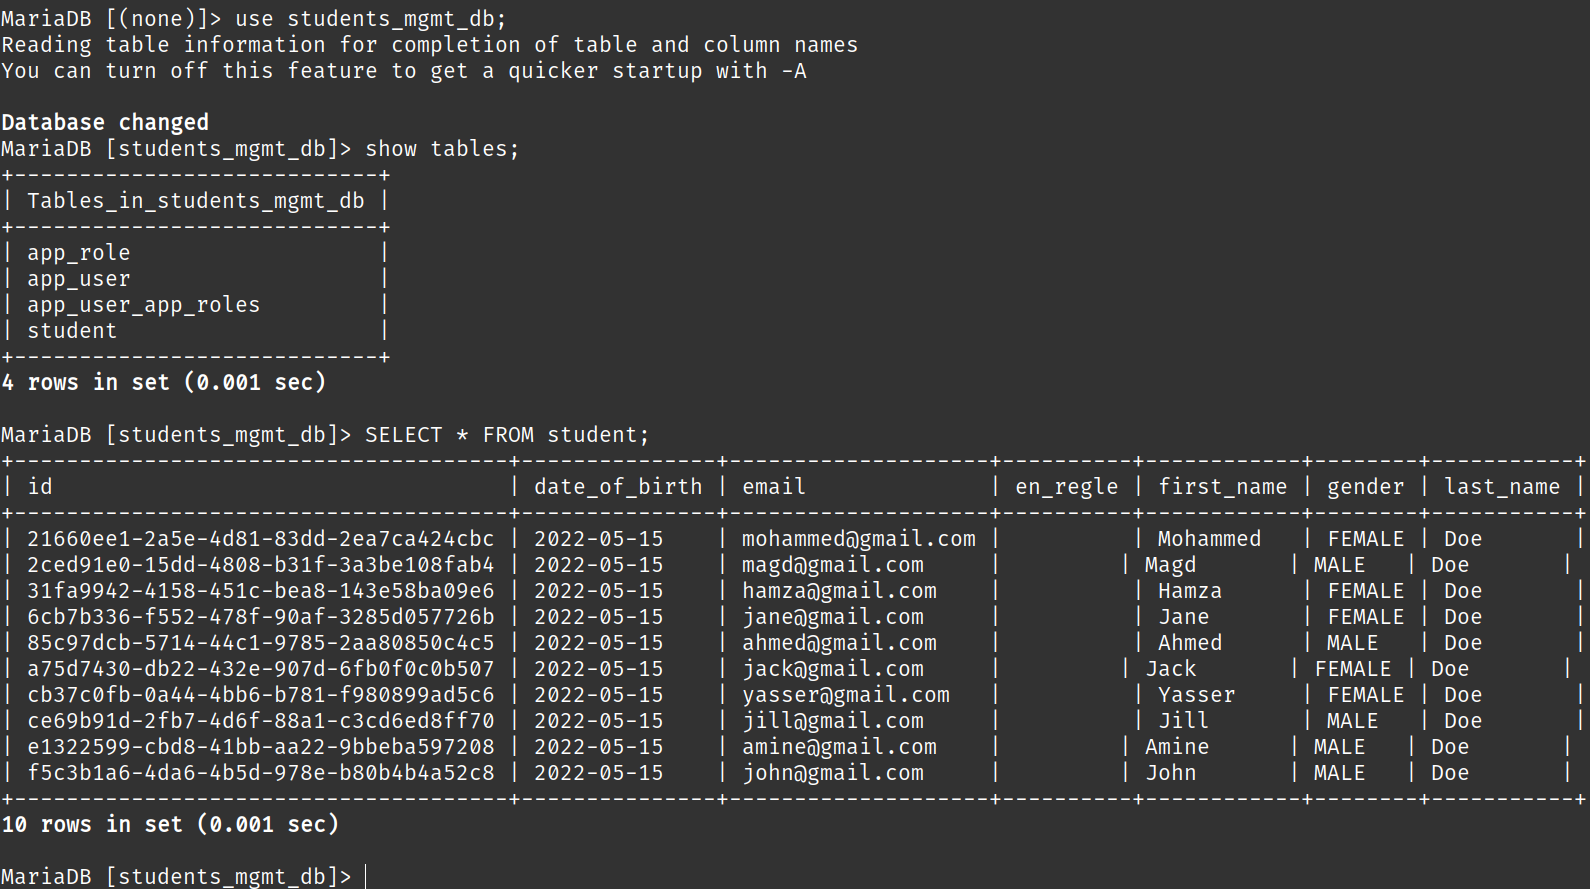 MariaDB [(none)]> use students_mgmt_db;
Reading table information for completion of table and column names
You can turn off this feature to get a quicker startup with -A

Database changed
MariaDB [students_mgmt_db]> show tables;
+----------------------------+
| Tables_in_students_mgmt_db |
+----------------------------+
| app_role                   |
| app_user                   |
| app_user_app_roles         |
| student                    |
+----------------------------+
4 rows in set (0.001 sec)

MariaDB [students_mgmt_db]> SELECT * FROM student;
+--------------------------------------+---------------+--------------------+----------+------------+--------+-----------+
| id                                   | date_of_birth | email              | en_regle | first_name | gender | last_name |
+--------------------------------------+---------------+--------------------+----------+------------+--------+-----------+
| 21660ee1-2a5e-4d81-83dd-2ea7ca424cbc | 2022-05-15    | mohammed@gmail.com |          | Mohammed   | FEMALE | Doe       |
| 2ced91e0-15dd-4808-b31f-3a3be108fab4 | 2022-05-15    | magd@gmail.com     |         | Magd       | MALE   | Doe       |
| 31fa9942-4158-451c-bea8-143e58ba09e6 | 2022-05-15    | hamza@gmail.com    |          | Hamza      | FEMALE | Doe       |
| 6cb7b336-f552-478f-90af-3285d057726b | 2022-05-15    | jane@gmail.com     |          | Jane       | FEMALE | Doe       |
| 85c97dcb-5714-44c1-9785-2aa80850c4c5 | 2022-05-15    | ahmed@gmail.com    |          | Ahmed      | MALE   | Doe       |
| a75d7430-db22-432e-907d-6fb0f0c0b507 | 2022-05-15    | jack@gmail.com     |         | Jack       | FEMALE | Doe       |
| cb37c0fb-0a44-4bb6-b781-f980899ad5c6 | 2022-05-15    | yasser@gmail.com   |          | Yasser     | FEMALE | Doe       |
| ce69b91d-2fb7-4d6f-88a1-c3cd6ed8ff70 | 2022-05-15    | jill@gmail.com     |          | Jill       | MALE   | Doe       |
| e1322599-cbd8-41bb-aa22-9bbeba597208 | 2022-05-15    | amine@gmail.com    |         | Amine      | MALE   | Doe       |
| f5c3b1a6-4da6-4b5d-978e-b80b4b4a52c8 | 2022-05-15    | john@gmail.com     |         | John       | MALE   | Doe       |
+--------------------------------------+---------------+--------------------+----------+------------+--------+-----------+
10 rows in set (0.001 sec)

MariaDB [students_mgmt_db]>